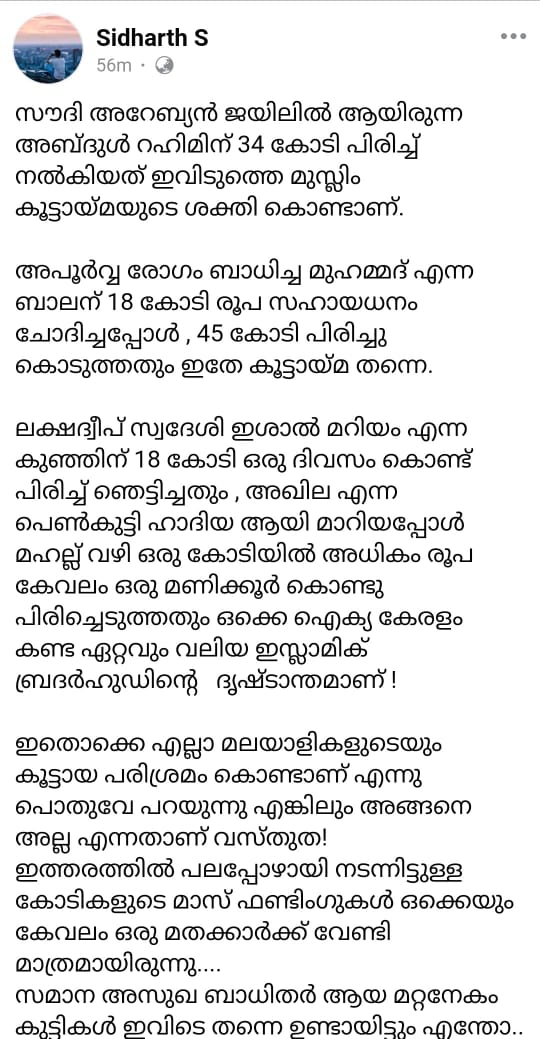 Sidharth S
56m
സൗദി അറേബ്യൻ ജയിലിൽ ആയിരുന്ന
അബ്ദുൾ റഹിമിന് 34 കോടി പിരിച്ച്
നൽകിയത് ഇവിടുത്തെ മുസ്ലിം
കൂട്ടായ്മയുടെ ശക്തി കൊണ്ടാണ്.
അപൂർവ്വ രോഗം ബാധിച്ച മുഹമ്മദ് എന്ന
ബാലന് 18 കോടി രൂപ സഹായധനം
ചോദിച്ചപ്പോൾ , 45 കോടി പിരിച്ചു
കൊടുത്തതും ഇതേ കൂട്ടായ്മ തന്നെ.
ലക്ഷദ്വീപ് സ്വദേശി ഇശാൽ മറിയം എന്ന
കുഞ്ഞിന് 18 കോടി ഒരു ദിവസം കൊണ്ട്
പിരിച്ച് ഞെട്ടിച്ചതും , അഖില എന്ന
പെൺകുട്ടി ഹാദിയ ആയി മാറിയപ്പോൾ
മഹല്ല് വഴി ഒരു കോടിയിൽ അധികം രൂപ
കേവലം ഒരു മണിക്കൂർ കൊണ്ടു
പിരിച്ചെടുത്തതും ഒക്കെ ഐക്യ കേരളം
കണ്ട ഏറ്റവും വലിയ ഇസ്ലാമിക്
ബ്രദർഹുഡിന്റെ ദൃഷ്ടാന്തമാണ് !
ഇതൊക്കെ എല്ലാ മലയാളികളുടെയും
കൂട്ടായ പരിശ്രമം കൊണ്ടാണ് എന്നു
പൊതുവേ പറയുന്നു എങ്കിലും അങ്ങനെ
അല്ല എന്നതാണ് വസ്തുത!
ഇത്തരത്തിൽ പലപ്പോഴായി നടന്നിട്ടുള്ള
കോടികളുടെ മാസ് ഫണ്ടിംഗുകൾ ഒക്കെയും
കേവലം ഒരു മതക്കാർക്ക് വേണ്ടി
മാത്രമായിരുന്നു....
സമാന അസുഖ ബാധിതർ ആയ മറ്റനേകം
കുട്ടികൾ ഇവിടെ തന്നെ ഉണ്ടായിട്ടും എന്തോ..